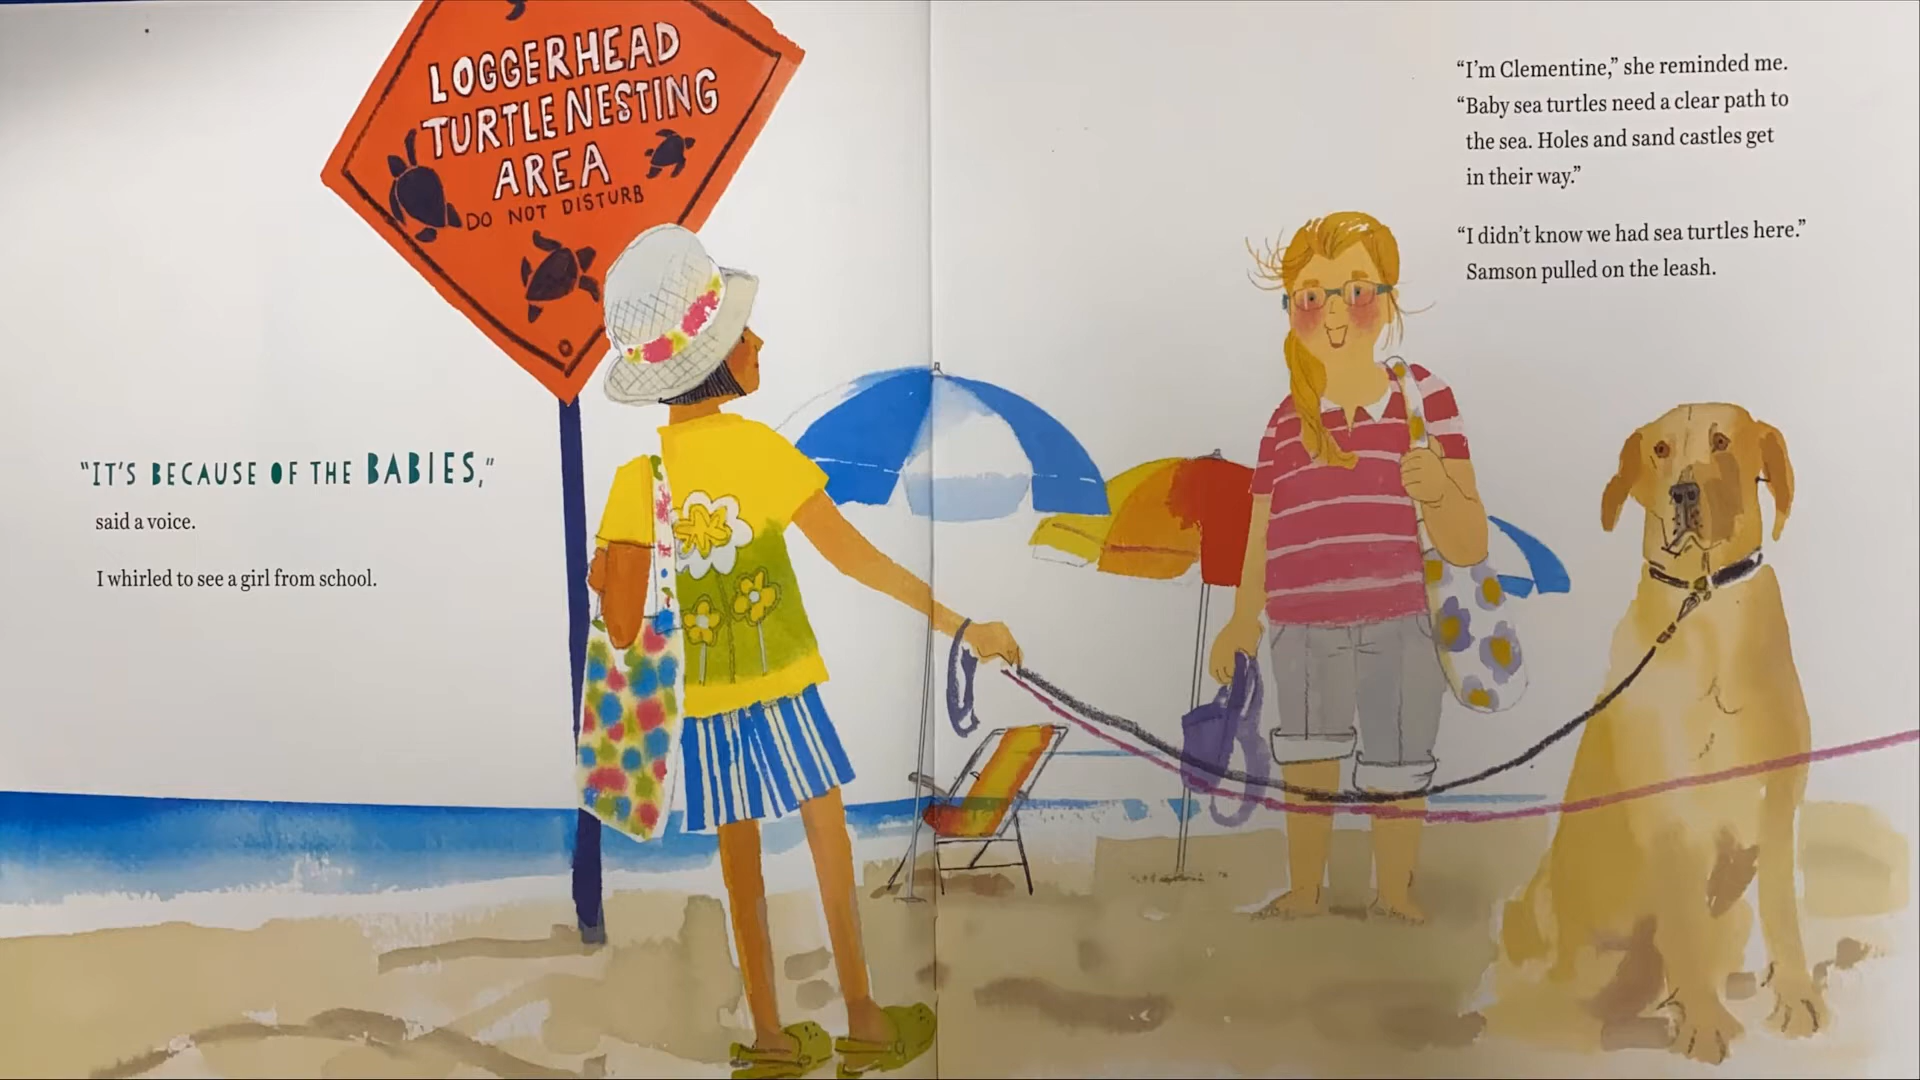 LOGGERHEAD
TURTLE NESTING
AREA
DO NOT DISTURB
“IT’S BECAUSE OF THE BABIES,”
said a voice.
I whirled to see a girl from school.
“I’m Clementine,” she reminded me.
“Baby sea turtles need a clear path to
the sea. Holes and sand castles get
in their way.”
“I didn’t know we had sea turtles here.”
Samson pulled on the leash.